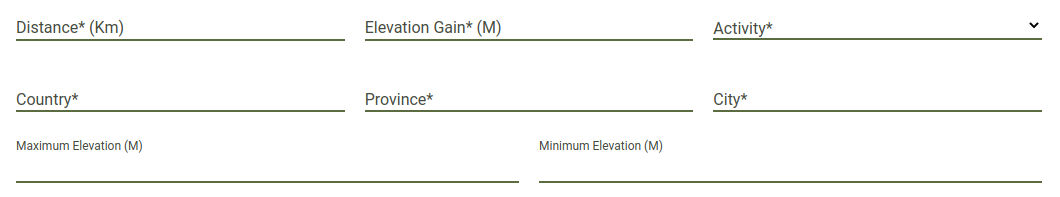 Distance* (Km) Elevation Gain* (M) Activity*
Country* Province* City*
Maximum Elevation (M) Minimum Elevation (M)